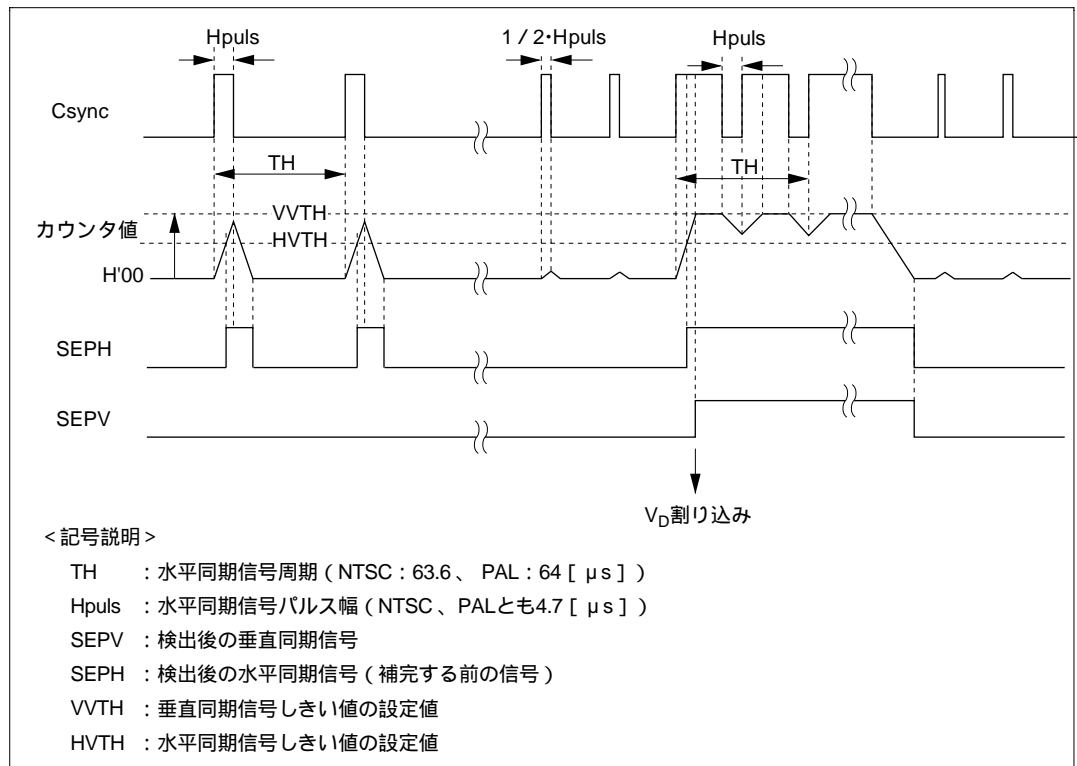 Hpuls
1 / 2・Hpuls
Hpuls
Csync
TH
TH
VVTH
カウンタ値
HVTH
H'00
SEPH
SEPV
VD割り込み
<記号説明>
TH :水平同期信号周期(NTSC:63.6 、 PAL:64 [ μs ] )
Hpuls :水平同期信号パルス幅(NTSC 、PALとも4.7 [ μs ] )
SEPV :検出後の垂直同期信号
SEPH :検出後の水平同期信号(補完する前の信号)
VVTH :垂直同期信号しきい値の設定値
HVTH :水平同期信号しきい値の設定値